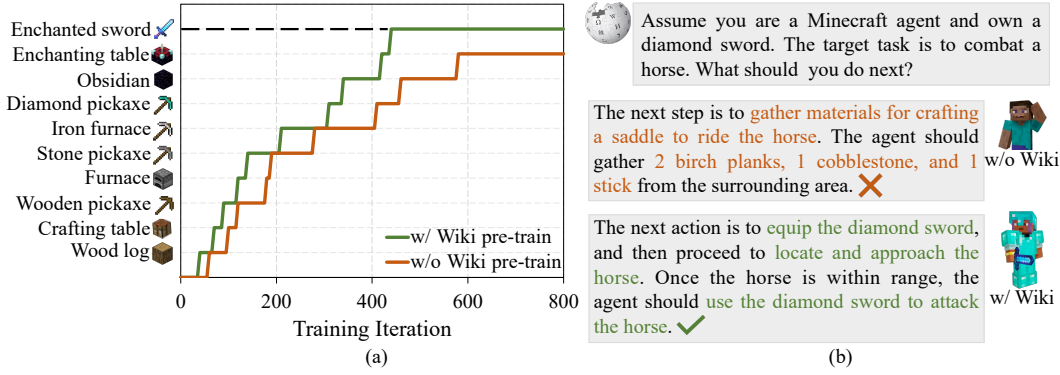 Enchanted sword
Enchanting table
Obsidian
Diamond pickaxe
Iron furnace
Stone pickaxe
Furnace
Wooden pickaxe
Crafting table
Wood log
w/ Wiki pre-train
w/o Wiki pre-train
0 200 400 600 800
Training Iteration
(a)
Assume you are a Minecraft agent and own a
diamond sword. The target task is to combat a
horse. What should you do next?
The next step is to gather materials for crafting
a saddle to ride the horse. The agent should
gather 2 birch planks, 1 cobblestone, and 1
stick from the surrounding area.
w/o Wiki
The next action is to equip the diamond sword,
and then proceed to locate and approach the
horse. Once the horse is within range, the
agent should use the diamond sword to attack
the horse.
w/ Wiki
(b)